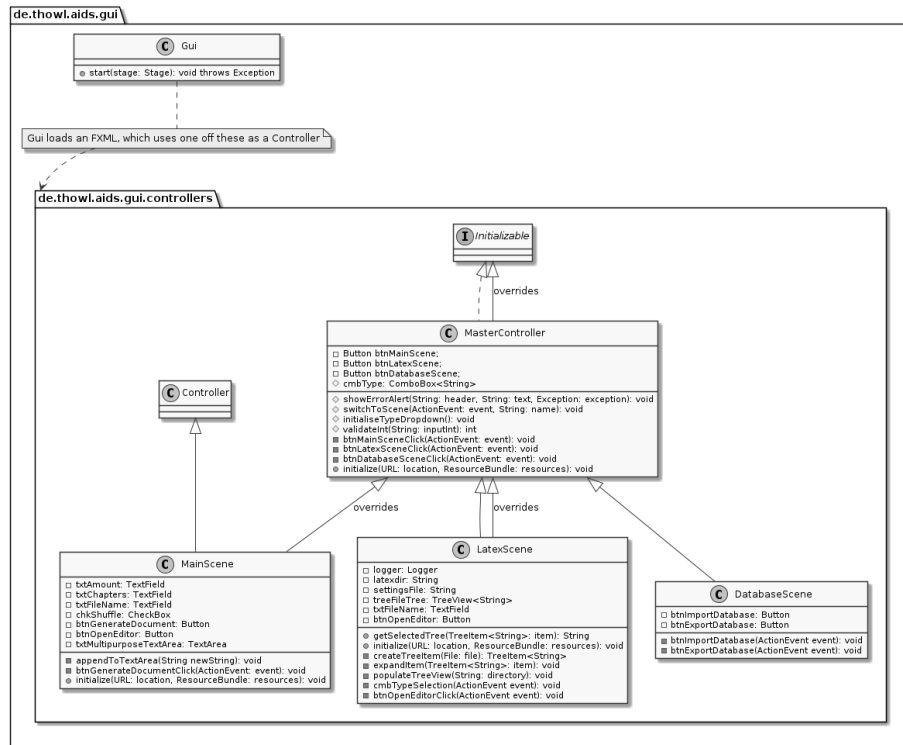 de.thowl.aids.gui
C Gui
start(stage: Stage): void throws Exception
Gui loads an FXML, which uses one off these as a Controller
de.thowl.aids.gui.controllers
I Initializable
overrides
C MasterController
Button btnMainScene;
Button btnLatexScene;
Button btnDatabaseScene;
cmbType: ComboBox<String>
showErrorAlert(String: header, String: text, Exception: exception): void
switchToScene(ActionEvent: event, String: name): void
initialiseTypeDropdown(): void
validateInt(String: inputInt): int
btnMainSceneClick(ActionEvent: event): void
btnLatexSceneClick(ActionEvent: event): void
btnDatabaseSceneClick(ActionEvent: event): void
initialize(URL: location, ResourceBundle: resources): void
C Controller
overrides
overrides
C MainScene
txtAmount: TextField
txtChapters: TextField
txtFileName: TextField
chkShuffle: CheckBox
btnGenerateDocument: Button
btnOpenEditor: Button
txtMultipurposeTextArea: TextArea
appendToTextArea(String newString): void
btnGenerateDocumentClick(ActionEvent: event): void
initialize(URL: location, ResourceBundle: resources): void
C LatexScene
logger: Logger
latexdir: String
settingsFile: String
treeFileTree: TreeView<String>
txtFileName: TextField
btnOpenEditor: Button
getSelectedTree(TreeItem<String>: item): String
initialize(URL: location, ResourceBundle: resources): void
createTreeItem(File: file): TreeItem<String>
expandItem(TreeItem<String>: item): void
populateTreeView(String: directory): void
cmbTypeSelection(ActionEvent event): void
btnOpenEditorClick(ActionEvent event): void
C DatabaseScene
btnImportDatabase: Button
btnExportDatabase: Button
btnImportDatabase(ActionEvent event): void
btnExportDatabase(ActionEvent event): void